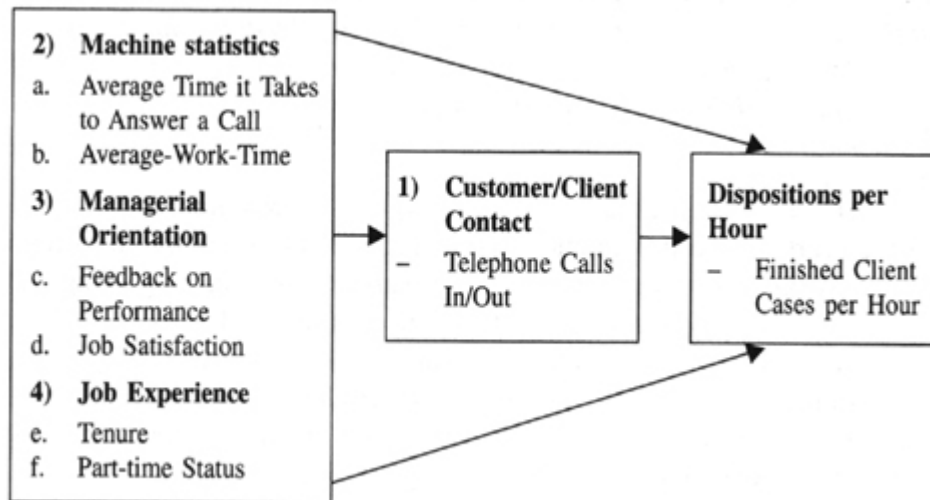 2) Machine statistics
a. Average Time it Takes
to Answer a Call
b. Average-Work-Time
3) Managerial
Orientation
c. Feedback on
Performance
d. Job Satisfaction
4) Job Experience
e. Tenure
f. Part-time Status
1) Customer/Client
Contact
– Telephone Calls
In/Out
Dispositions per
Hour
– Finished Client
Cases per Hour